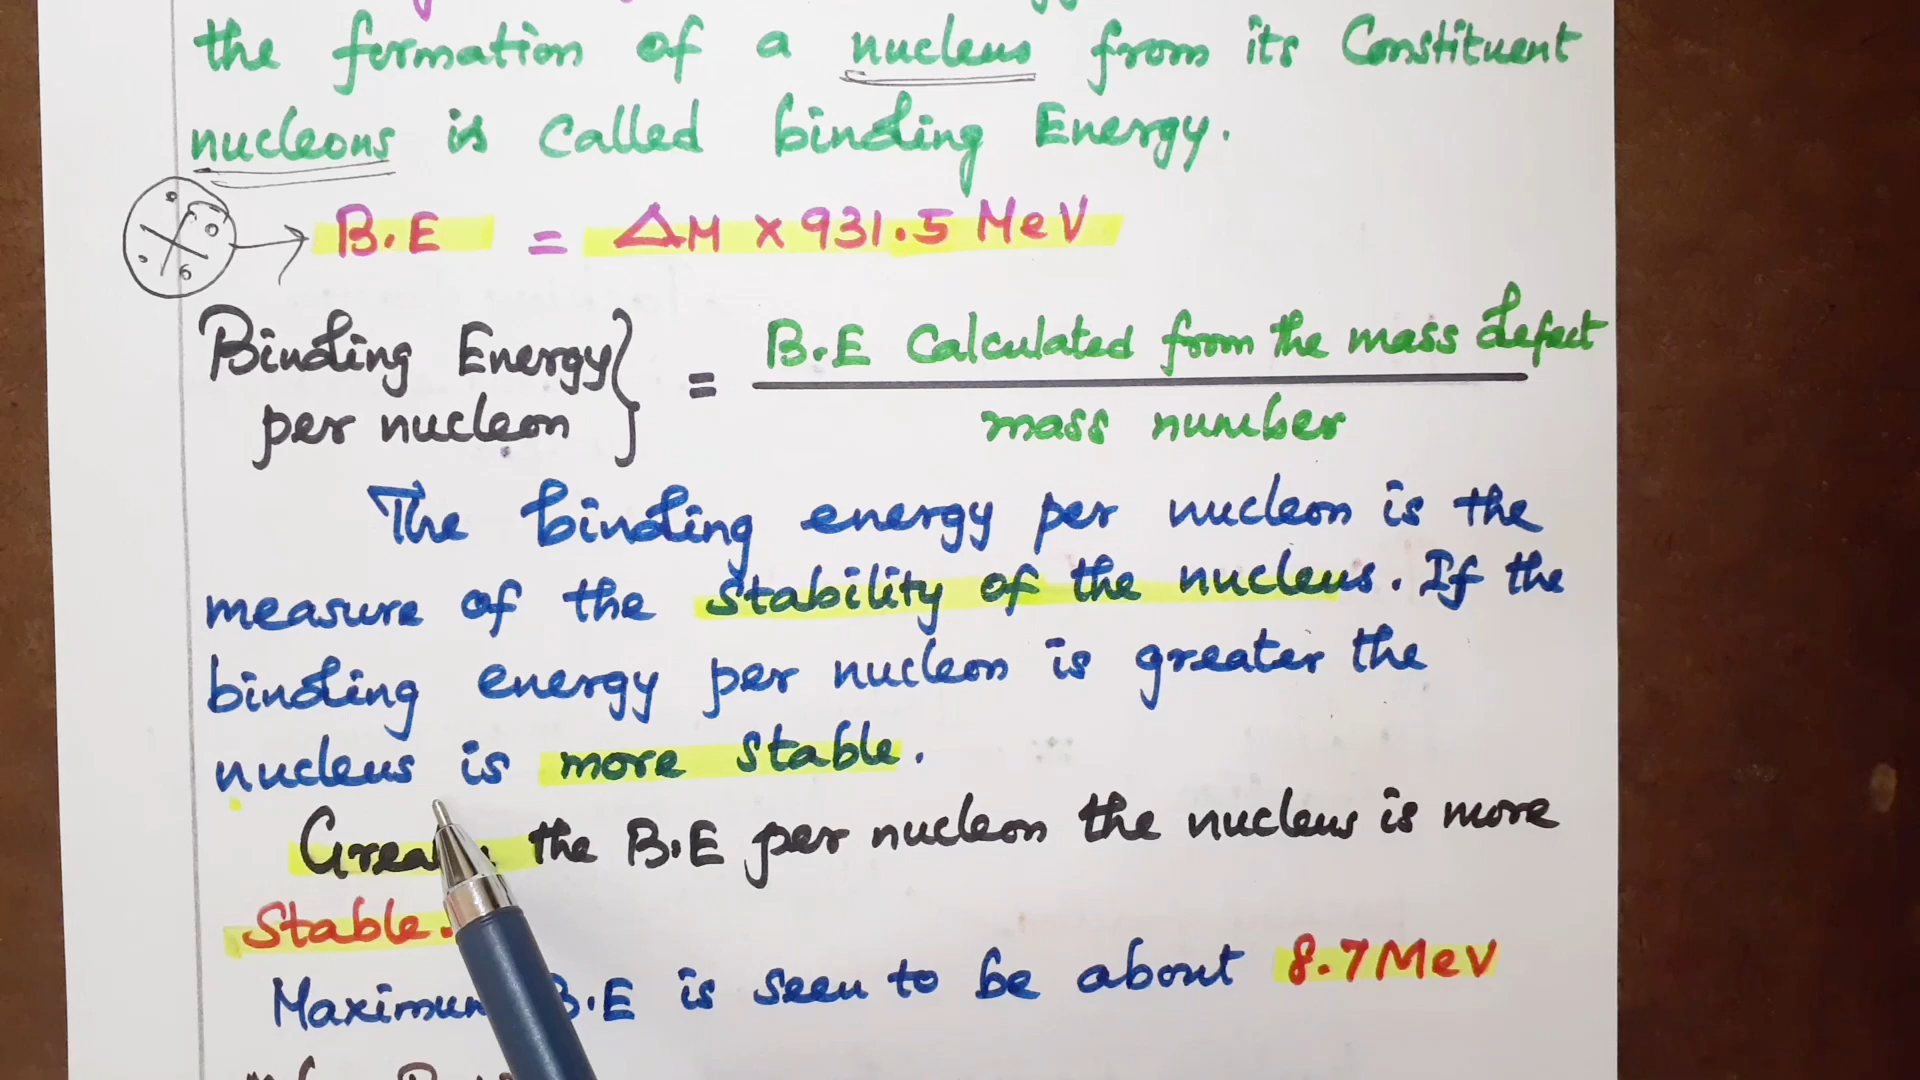 the formation of a nucleus from its Constituent
nucleons is Called binding Energy.
B.E = ΔM × 931.5 MeV
Binding Energy per nucleon } = B.E Calculated from the mass defect
mass number
The binding energy per nucleon is the
measure of the Stability of the nucleus. If the
binding energy per nucleon is greater the
nucleus is more Stable.
the B.E per nucleon the nucleus is more
Stable.
B.E is seen to be about 8.7 MeV